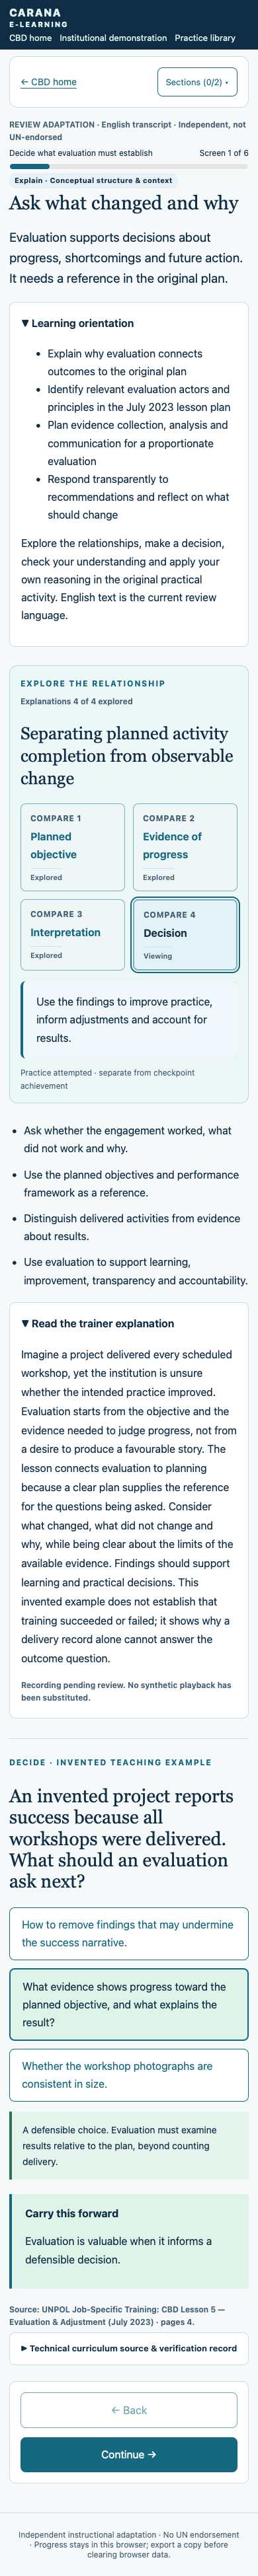 CARANA
E-LEARNING
CBD home Institutional demonstration Practice library
← CBD home
Sections (0/2) ▾
REVIEW ADAPTATION · English transcript · Independent, not
UN-endorsed
Decide what evaluation must establish Screen 1 of 6
Explain · Conceptual structure & context
Ask what changed and why
Evaluation supports decisions about
progress, shortcomings and future action.
It needs a reference in the original plan.
▼ Learning orientation
• Explain why evaluation connects
outcomes to the original plan
• Identify relevant evaluation actors and
principles in the July 2023 lesson plan
• Plan evidence collection, analysis and
communication for a proportionate
evaluation
• Respond transparently to
recommendations and reflect on what
should change
Explore the relationships, make a decision,
check your understanding and apply your
own reasoning in the original practical
activity. English text is the current review
language.
EXPLORE THE RELATIONSHIP
Explanations 4 of 4 explored
Separating planned activity
completion from observable
change
COMPARE 1
Planned
objective
Explored
COMPARE 2
Evidence of
progress
Explored
COMPARE 3
Interpretation
Explored
COMPARE 4
Decision
Viewing
Use the findings to improve practice,
inform adjustments and account for
results.
Practice attempted · separate from checkpoint
achievement
• Ask whether the engagement worked, what
did not work and why.
• Use the planned objectives and performance
framework as a reference.
• Distinguish delivered activities from evidence
about results.
• Use evaluation to support learning,
improvement, transparency and accountability.
▼ Read the trainer explanation
Imagine a project delivered every scheduled
workshop, yet the institution is unsure
whether the intended practice improved.
Evaluation starts from the objective and the
evidence needed to judge progress, not from
a desire to produce a favourable story. The
lesson connects evaluation to planning
because a clear plan supplies the reference
for the questions being asked. Consider
what changed, what did not change and
why, while being clear about the limits of the
available evidence. Findings should support
learning and practical decisions. This
invented example does not establish that
training succeeded or failed; it shows why a
delivery record alone cannot answer the
outcome question.
Recording pending review. No synthetic playback has
been substituted.
DECIDE · INVENTED TEACHING EXAMPLE
An invented project reports
success because all
workshops were delivered.
What should an evaluation
ask next?
How to remove findings that may undermine
the success narrative.
What evidence shows progress toward the
planned objective, and what explains the
result?
Whether the workshop photographs are
consistent in size.
A defensible choice. Evaluation must examine
results relative to the plan, beyond counting
delivery.
Carry this forward
Evaluation is valuable when it informs a
defensible decision.
Source: UNPOL Job-Specific Training: CBD Lesson 5 —
Evaluation & Adjustment (July 2023) · pages 4.
► Technical curriculum source & verification record
← Back
Continue →
Independent instructional adaptation · No UN endorsement
· Progress stays in this browser; export a copy before
clearing browser data.